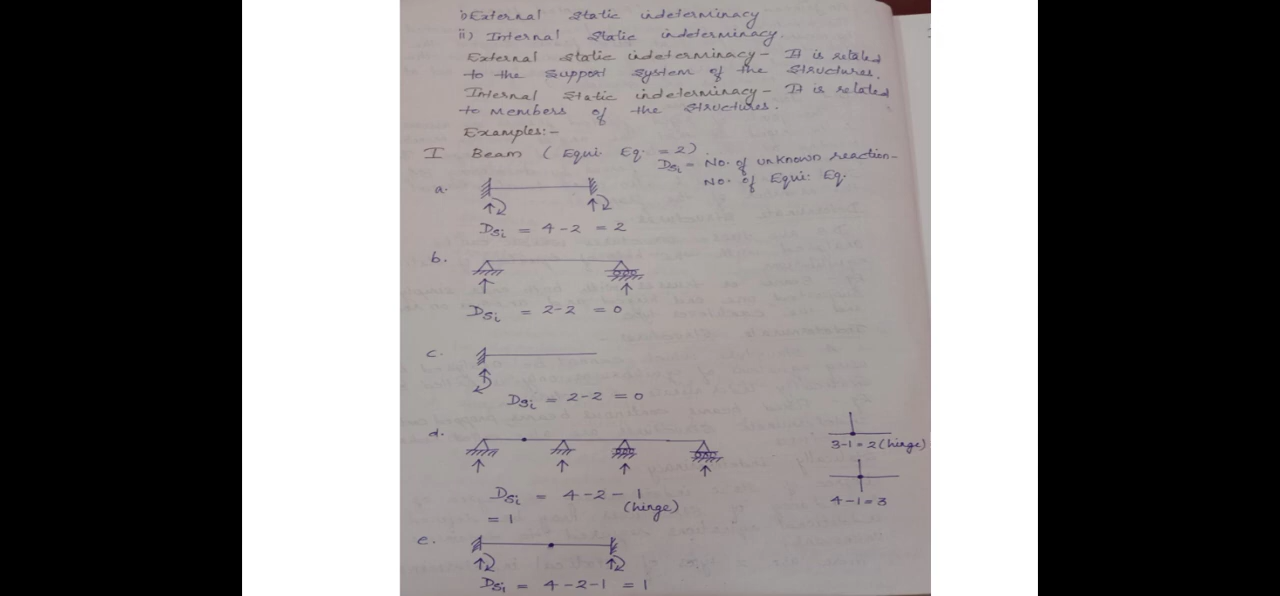 i) External Static indeterminacy
ii) Internal Static indeterminacy.
External Static indeterminacy - It is related
to the Support System of the Structures.
Internal Static indeterminacy - It is related
to members of the structures.
Examples:-
I Beam ( Equi. Eq. = 2)
Dsi = No. of unknown reaction -
No. of Equi: Eq.
a.
Dsi = 4 - 2 = 2
b.
Dsi = 2-2 = 0
c.
Dsi = 2-2 = 0
d.
3-1=2 (hinge)
4-1=3
Dsi = 4-2-1
(hinge)
= 1
e.
Dsi = 4-2-1 = 1